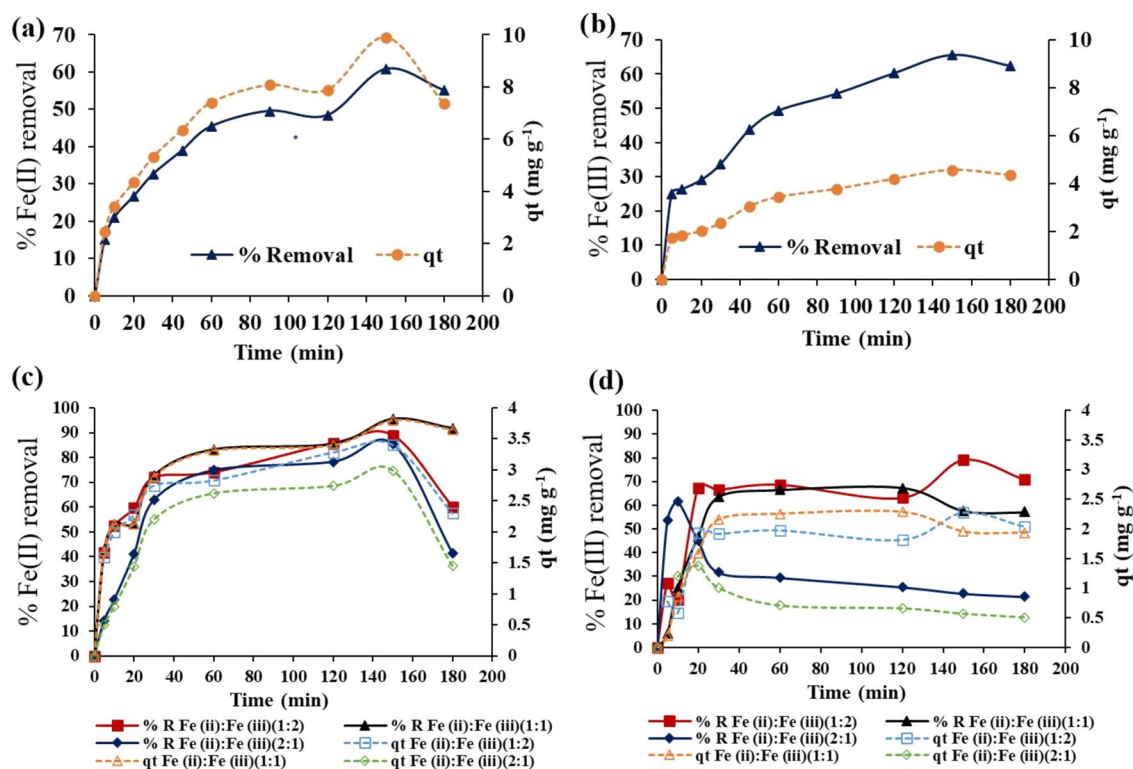 (a)
% Fe(II) removal
70
60
50
40
30
20
10
0
10
8
6
4
2
0
qt (mg g-1)
% Removal
qt
0 20 40 60 80 100 120 140 160 180 200
Time (min)
(b)
% Fe(III) removal
70
60
50
40
30
20
10
0
10
8
6
4
2
0
qt (mg g-1)
% Removal
qt
0 20 40 60 80 100 120 140 160 180 200
Time (min)
(c)
% Fe(II) removal
100
90
80
70
60
50
40
30
20
10
0
4
3.5
3
2.5
2
1.5
1
0.5
0
qt (mg g-1)
0 20 40 60 80 100 120 140 160 180 200
Time (min)
% R Fe (ii):Fe (iii)(1:2)
% R Fe (ii):Fe (iii)(1:1)
% R Fe (ii):Fe (iii)(2:1)
qt Fe (ii):Fe (iii)(1:2)
qt Fe (ii):Fe (iii)(1:1)
qt Fe (ii):Fe (iii)(2:1)
(d)
% Fe(III) removal
100
90
80
70
60
50
40
30
20
10
0
4
3.5
3
2.5
2
1.5
1
0.5
0
qt (mg g-1)
0 20 40 60 80 100 120 140 160 180 200
Time (min)
% R Fe (ii):Fe (iii)(1:2)
% R Fe (ii):Fe (iii)(1:1)
% R Fe (ii):Fe (iii)(2:1)
qt Fe (ii):Fe (iii)(1:2)
qt Fe (ii):Fe (iii)(1:1)
qt Fe (ii):Fe (iii)(2:1)